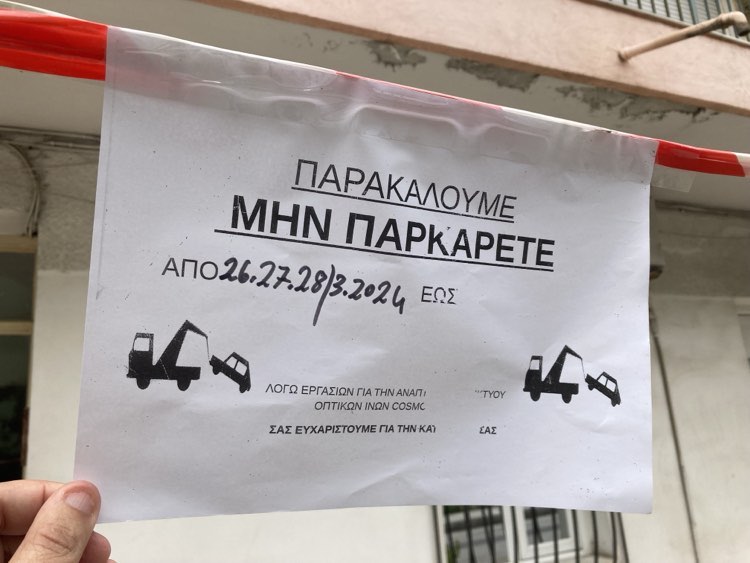 ΠΑΡΑΚΑΛΟΥΜΕ
ΜΗΝ ΠΑΡΚΑΡΕΤΕ
ΑΠΟ 26.27.28/3.2024 ΕΩΣ
ΛΟΓΩ ΕΡΓΑΣΙΩΝ ΓΙΑ ΤΗΝ
ΟΠΤΙΚΩΝ ΙΝΩΝ
ΣΑΣ ΕΥΧΑΡΙΣΤΟΥΜΕ ΓΙΑ ΤΗΝ ΣΑΣ